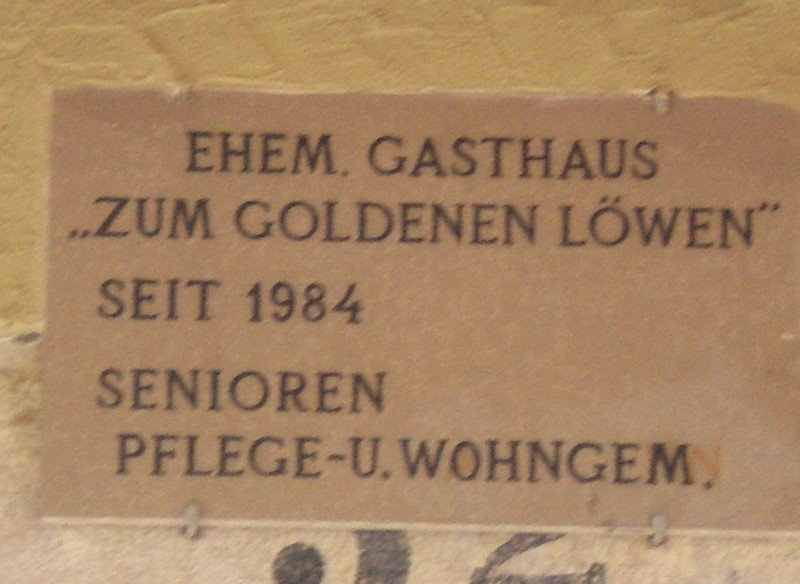 EHEM. GASTHAUS
„ZUM GOLDENEN LÖWEN”
SEIT 1984
SENIOREN
PFLEGE-U.WOHNGEM.